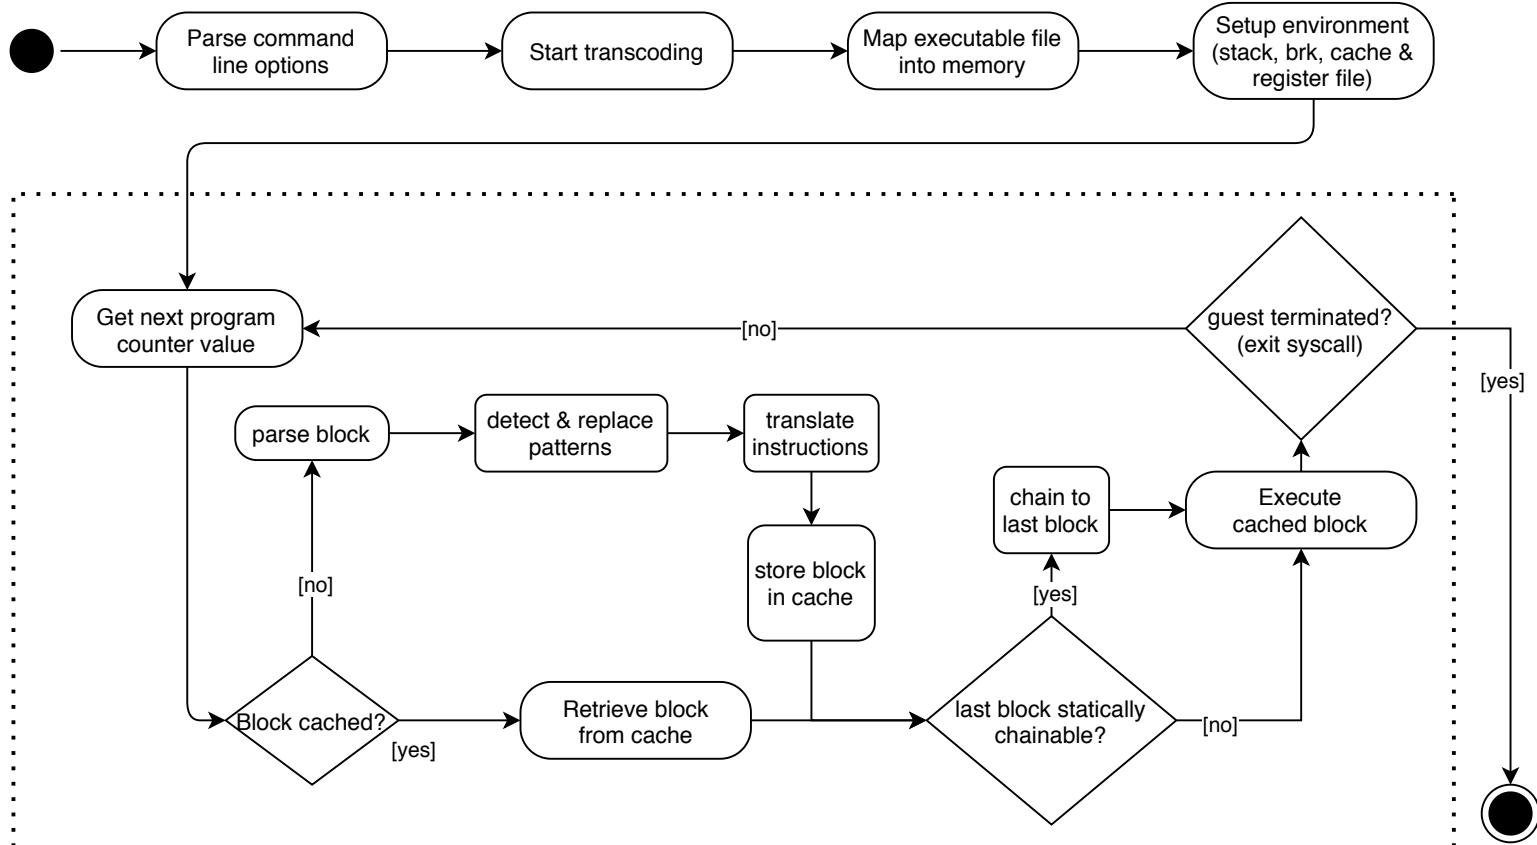 Parse command
line options
Start transcoding
Map executable file
into memory
Setup environment
(stack, brk, cache &
register file)
Get next program
counter value
[no]
guest terminated?
(exit syscall)
[yes]
parse block
detect & replace
patterns
translate
instructions
chain to
last block
Execute
cached block
[no]
store block
in cache
[yes]
Block cached?
[yes]
Retrieve block
from cache
last block statically
chainable?
[no]